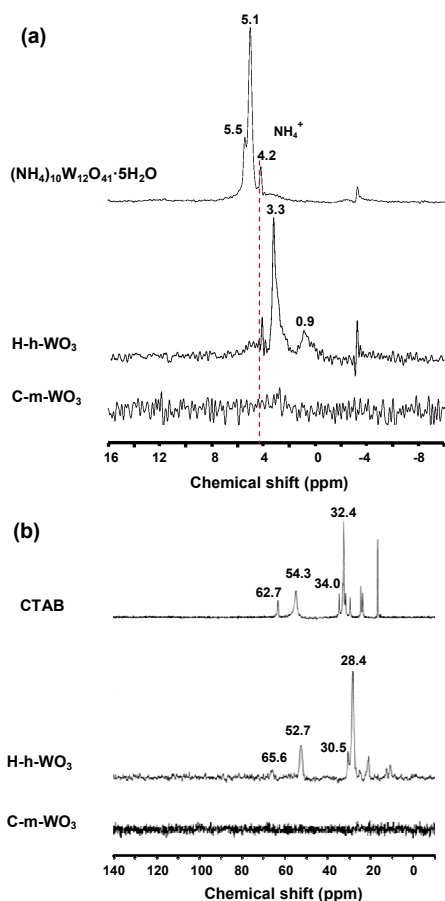 (a)
5.1
5.5
NH₄⁺
4.2
(NH₄)₁₀W₁₂O₄₁·5H₂O
3.3
0.9
H-h-WO₃
C-m-WO₃
16 12 8 4 0 -4 -8
Chemical shift (ppm)
(b)
32.4
54.3
62.7
34.0
CTAB
28.4
52.7
30.5
65.6
H-h-WO₃
C-m-WO₃
140 120 100 80 60 40 20 0
Chemical shift (ppm)